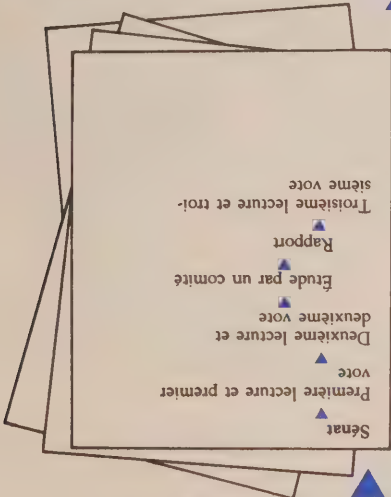 Sénat
Première lecture et premier
vote
Deuxième lecture et
deuxième vote
Étude par un comité
Rapport
Troisième lecture et troi-
sième vote